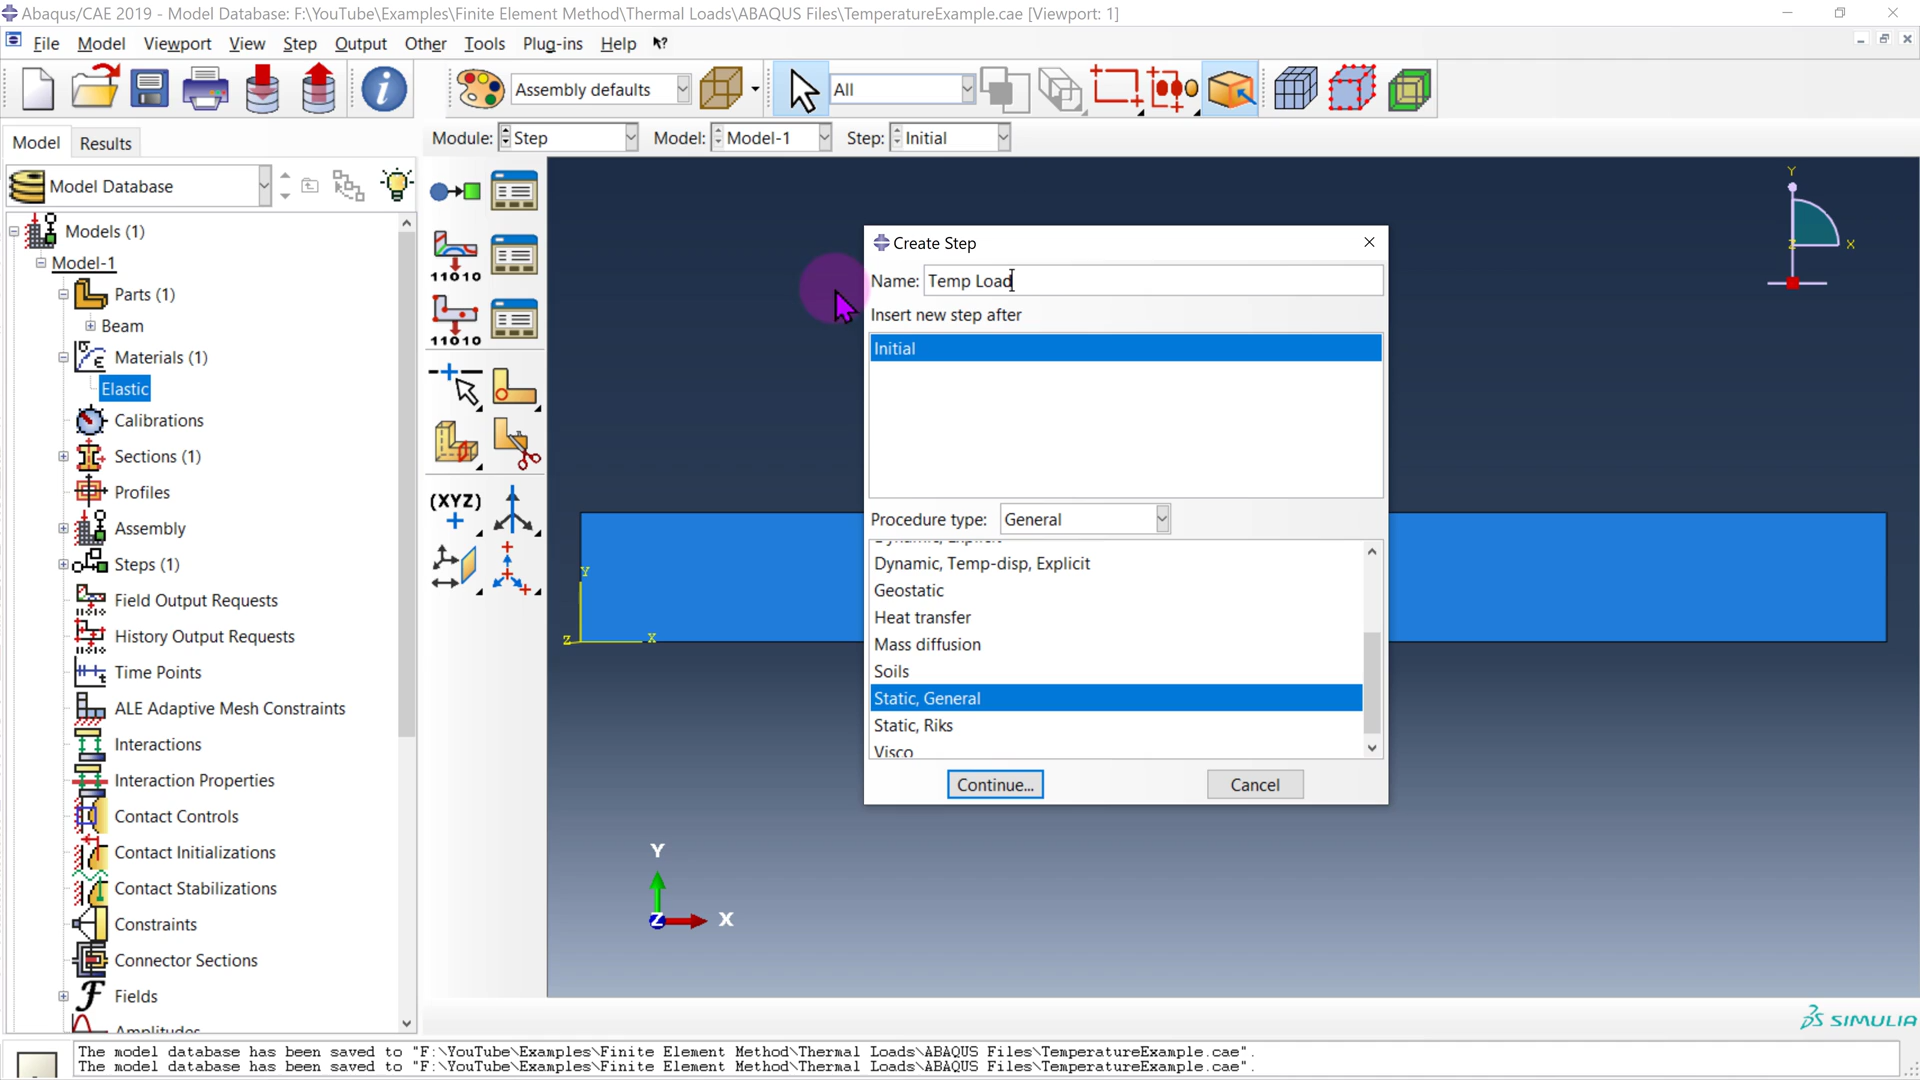 Abaqus/CAE 2019 - Model Database: F:\YouTube\Examples\Finite Element Method\Thermal Loads\ABAQUS Files\TemperatureExample.cae [Viewport: 1]
File Model Viewport View Step Output Other Tools Plug-ins Help
Assembly defaults
All
Model Results
Module: Step Model: Model-1 Step: Initial
Model Database
Models (1)
Model-1
Parts (1)
Beam
Materials (1)
Elastic
Calibrations
Sections (1)
Profiles
Assembly
Steps (1)
Field Output Requests
History Output Requests
Time Points
ALE Adaptive Mesh Constraints
Interactions
Interaction Properties
Contact Controls
Contact Initializations
Contact Stabilizations
Constraints
Connector Sections
Fields
Amplitudes
11010
11010
(XYZ)
Create Step
Name: Temp Load
Insert new step after
Initial
Procedure type: General
Dynamic, Explicit
Dynamic, Temp-disp, Explicit
Geostatic
Heat transfer
Mass diffusion
Soils
Static, General
Static, Riks
Visco
Continue...
Cancel
Y
X
Z
Y
Z
X
Y
Z
X
SIMULIA
The model database has been saved to "F:\YouTube\Examples\Finite Element Method\Thermal Loads\ABAQUS Files\TemperatureExample.cae".
The model database has been saved to "F:\YouTube\Examples\Finite Element Method\Thermal Loads\ABAQUS Files\TemperatureExample.cae".